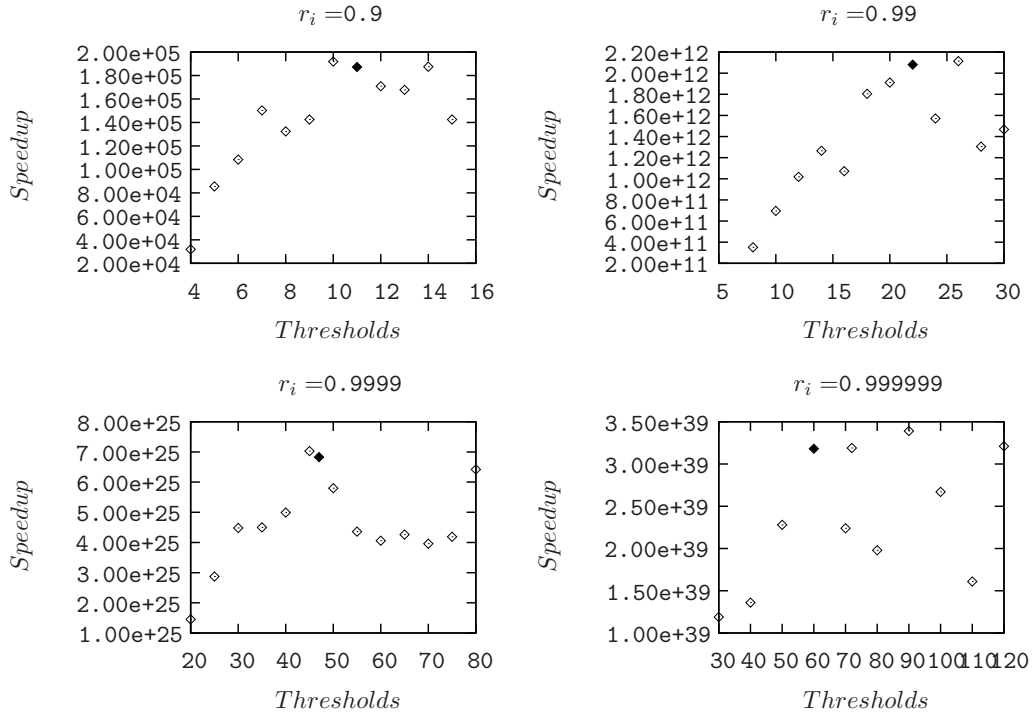 r_i =0.9
2.00e+05
1.80e+05
1.60e+05
1.40e+05
1.20e+05
1.00e+05
8.00e+04
6.00e+04
4.00e+04
2.00e+04
Speedup
4 6 8 10 12 14 16
Thresholds
r_i =0.99
2.20e+12
2.00e+12
1.80e+12
1.60e+12
1.40e+12
1.20e+12
1.00e+12
8.00e+11
6.00e+11
4.00e+11
2.00e+11
Speedup
5 10 15 20 25 30
Thresholds
r_i =0.9999
8.00e+25
7.00e+25
6.00e+25
5.00e+25
4.00e+25
3.00e+25
2.00e+25
1.00e+25
Speedup
20 30 40 50 60 70 80
Thresholds
r_i =0.999999
3.50e+39
3.00e+39
2.50e+39
2.00e+39
1.50e+39
1.00e+39
Speedup
30 40 50 60 70 80 90 100 110 120
Thresholds